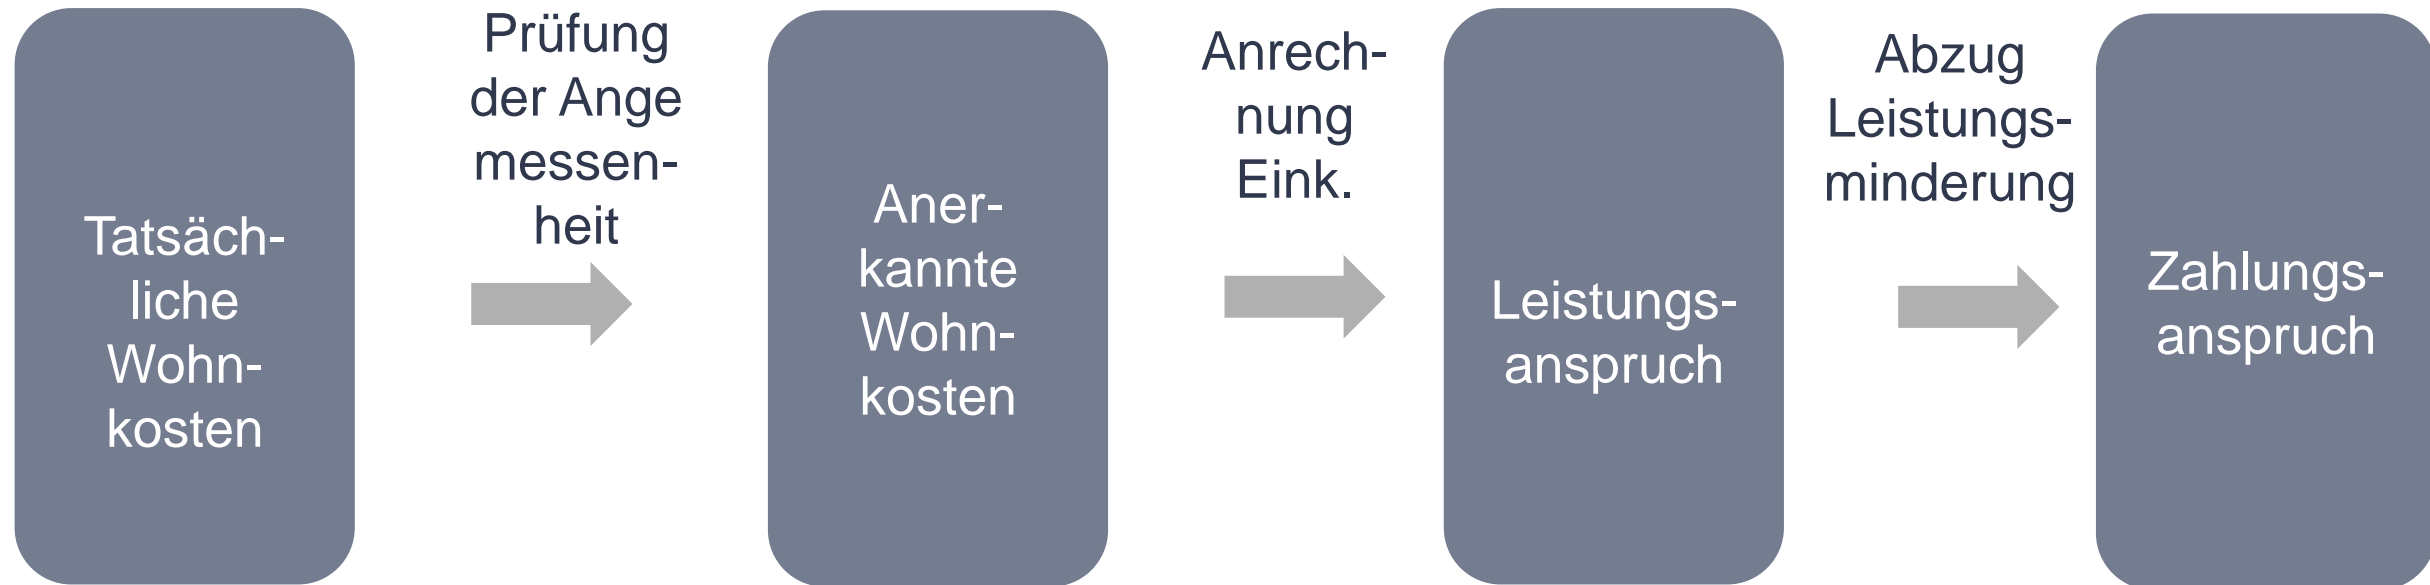 Tatsäch-
liche
Wohn-
kosten
Prüfung
der Ange
messen-
heit
Aner-
kannte
Wohn-
kosten
Anrech-
nung
Eink.
Leistungs-
anspruch
Abzug
Leistungs-
minderung
Zahlungs-
anspruch